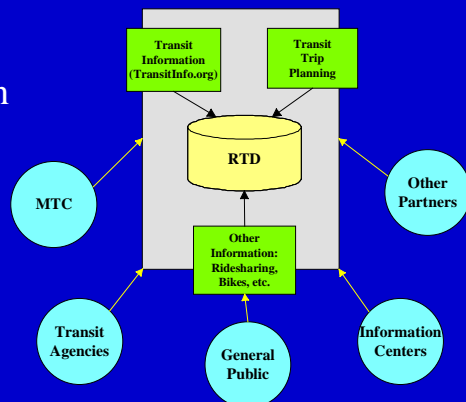 Transit
Information
(TransitInfo.org)
Transit
Trip
Planning
RTD
MTC
Other
Partners
Other
Information:
Ridesharing,
Bikes, etc.
Transit
Agencies
General
Public
Information
Centers